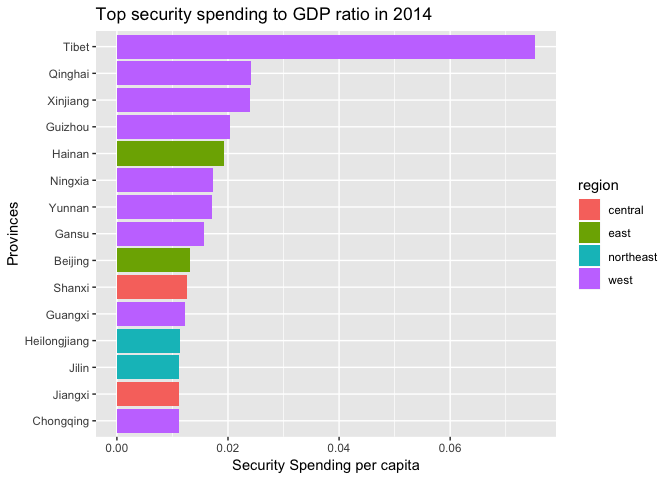 Top security spending to GDP ratio in 2014
Provinces
Tibet
Qinghai
Xinjiang
Guizhou
Hainan
Ningxia
Yunnan
Gansu
Beijing
Shanxi
Guangxi
Heilongjiang
Jilin
Jiangxi
Chongqing
0.00 0.02 0.04 0.06
Security Spending per capita
region
central
east
northeast
west